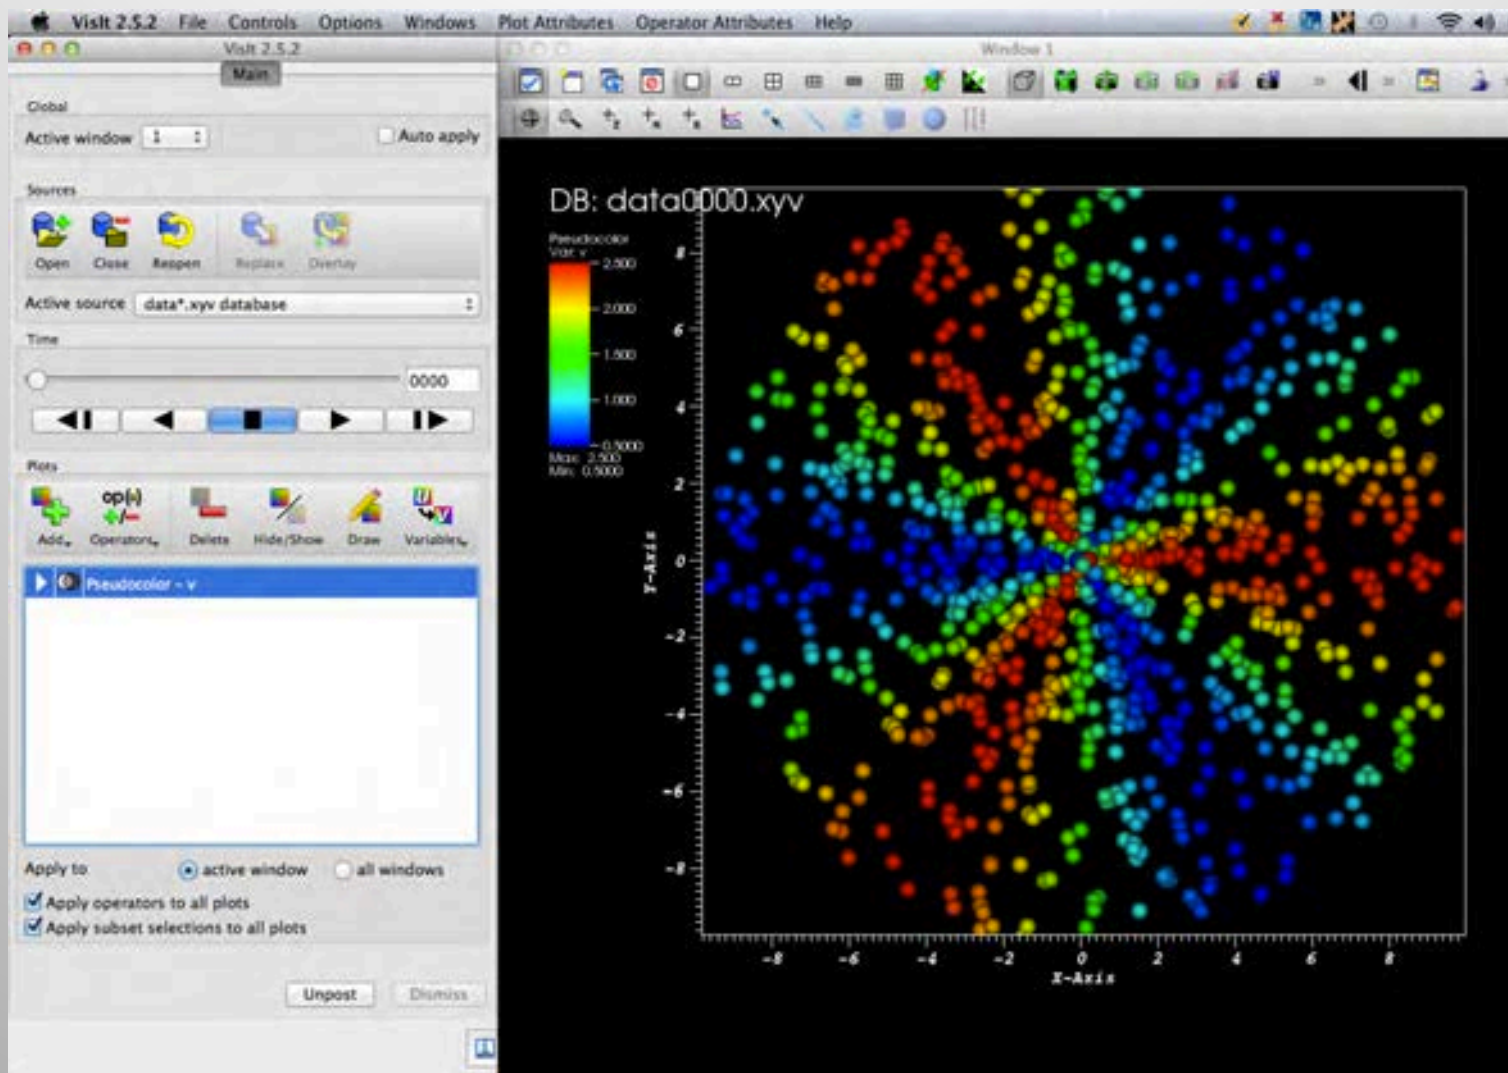 VisIt 2.5.2 File Controls Options Windows Plot Attributes Operator Attributes Help
VisIt 2.5.2
Main
Global
Active window 1
Auto apply
Sources
Open Close Reopen Replace Overlay
Active source data*.xyv database
Time
0000
Plots
op(·)
+/-
Add Operators Delete Hide/Show Draw Variables
Pseudocolor - v
Apply to active window all windows
Apply operators to all plots
Apply subset selections to all plots
Unpost Dismiss
Window 1
DB: data0000.xyv
Pseudocolor
Var: v
2.500
2.000
1.500
1.000
0.5000
Max: 2.500
Min: 0.5000
8
6
4
2
0
-2
-4
-6
-8
Y-Axis
-8 -6 -4 -2 0 2 4 6 8
X-Axis